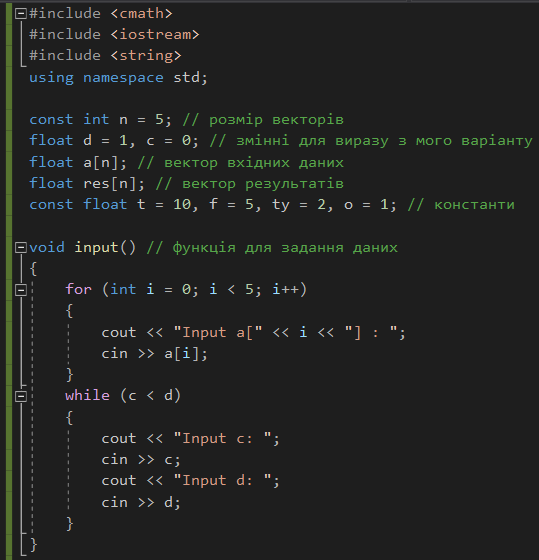 #include <cmath>
#include <iostream>
#include <string>
using namespace std;
const int n = 5; // розмір векторів
float d = 1, c = 0; // змінні для виразу з мого варіанту
float a[n]; // вектор вхідних даних
float res[n]; // вектор результатів
const float t = 10, f = 5, ty = 2, o = 1; // константи
void input() // функція для задання даних
{
for (int i = 0; i < 5; i++)
{
cout << "Input a[" << i << "] : ";
cin >> a[i];
}
while (c < d)
{
cout << "Input c: ";
cin >> c;
cout << "Input d: ";
cin >> d;
}
}